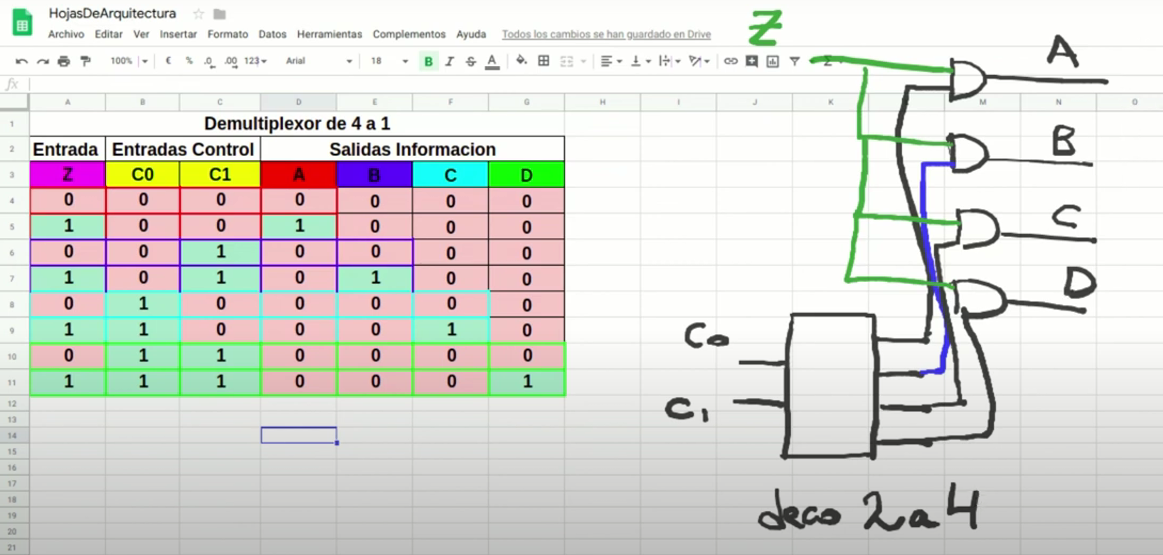 HojasDeArquitectura
Archivo Editar Ver Insertar Formato Datos Herramientas Complementos Ayuda Todos los cambios se han guardado en Drive
100% € % .0 .00 123 Arial 18 B I S A Σ
fx
A B C D E F G H I J K M N O
1 Demultiplexor de 4 a 1
2 Entrada Entradas Control Salidas Informacion
3 Z C0 C1 A B C D
4 0 0 0 0 0 0 0
5 1 0 0 1 0 0 0
6 0 0 1 0 0 0 0
7 1 0 1 0 1 0 0
8 0 1 0 0 0 0 0
9 1 1 0 0 0 1 0
10 0 1 1 0 0 0 0
11 1 1 1 0 0 0 1
12
13
14
15
16
17
18
19
20
21
Z
A
B
C
D
C0
C1
deco 2 a 4